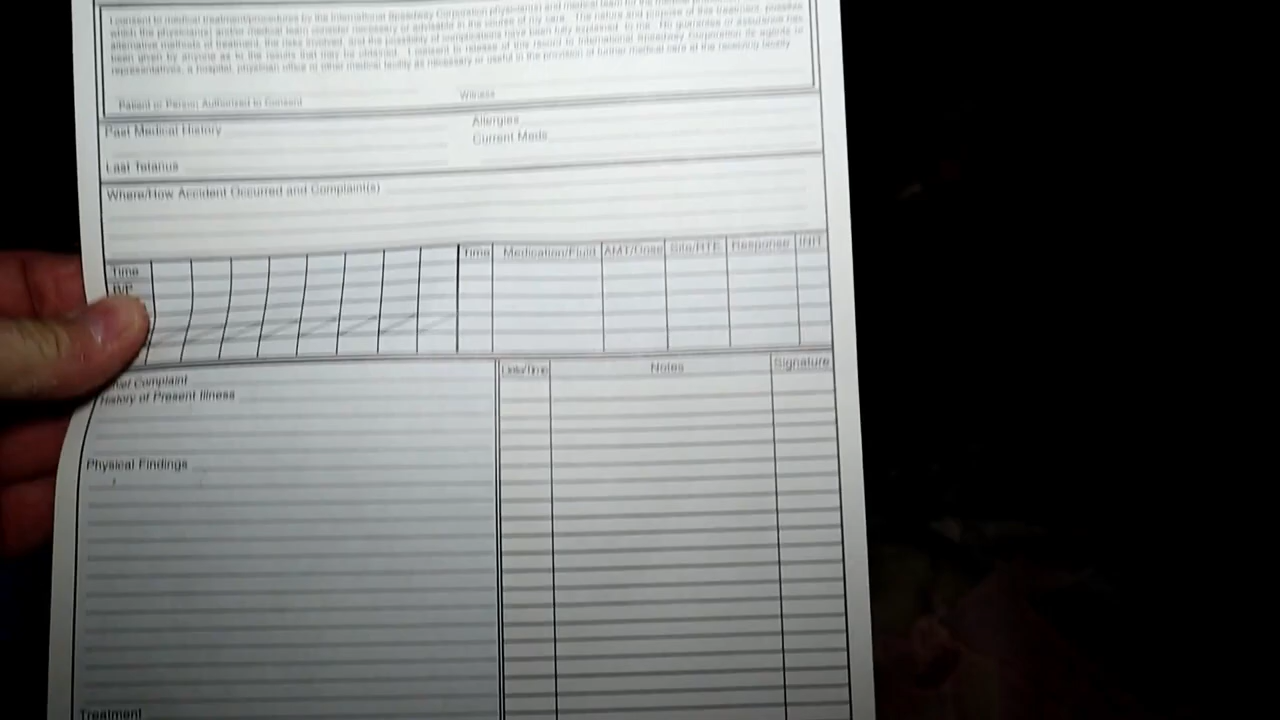 I consent to medical treatment/procedures by the International Speedway Corporation physician(s) and/or medical team for the medical
which the physician(s) and/or medical team consider necessary or advisable in the course of my care. The nature and purpose of the treatment, possible
alternative methods of treatment, the risks involved, and the possibility of complications have been fully explained to me. No guarantee or assurance has
been given by anyone as to the results that may be obtained. I consent to release of this record to International Speedway Corporation its agents or
representatives, a hospital, physician office or other medical facility as necessary or useful in the provision of further medical care at the receiving facility
Patient or Person Authorized to Consent
Witness
Past Medical History
Allergies
Current Meds
Last Tetanus
Where/How Accident Occurred and Complaint(s)
Time Medication/Fluid AMT/Dose Site/RTE Response INIT
Time
B/P
Complaint
History of Present Illness
Date/Time Notes Signature
Physical Findings
Treatment